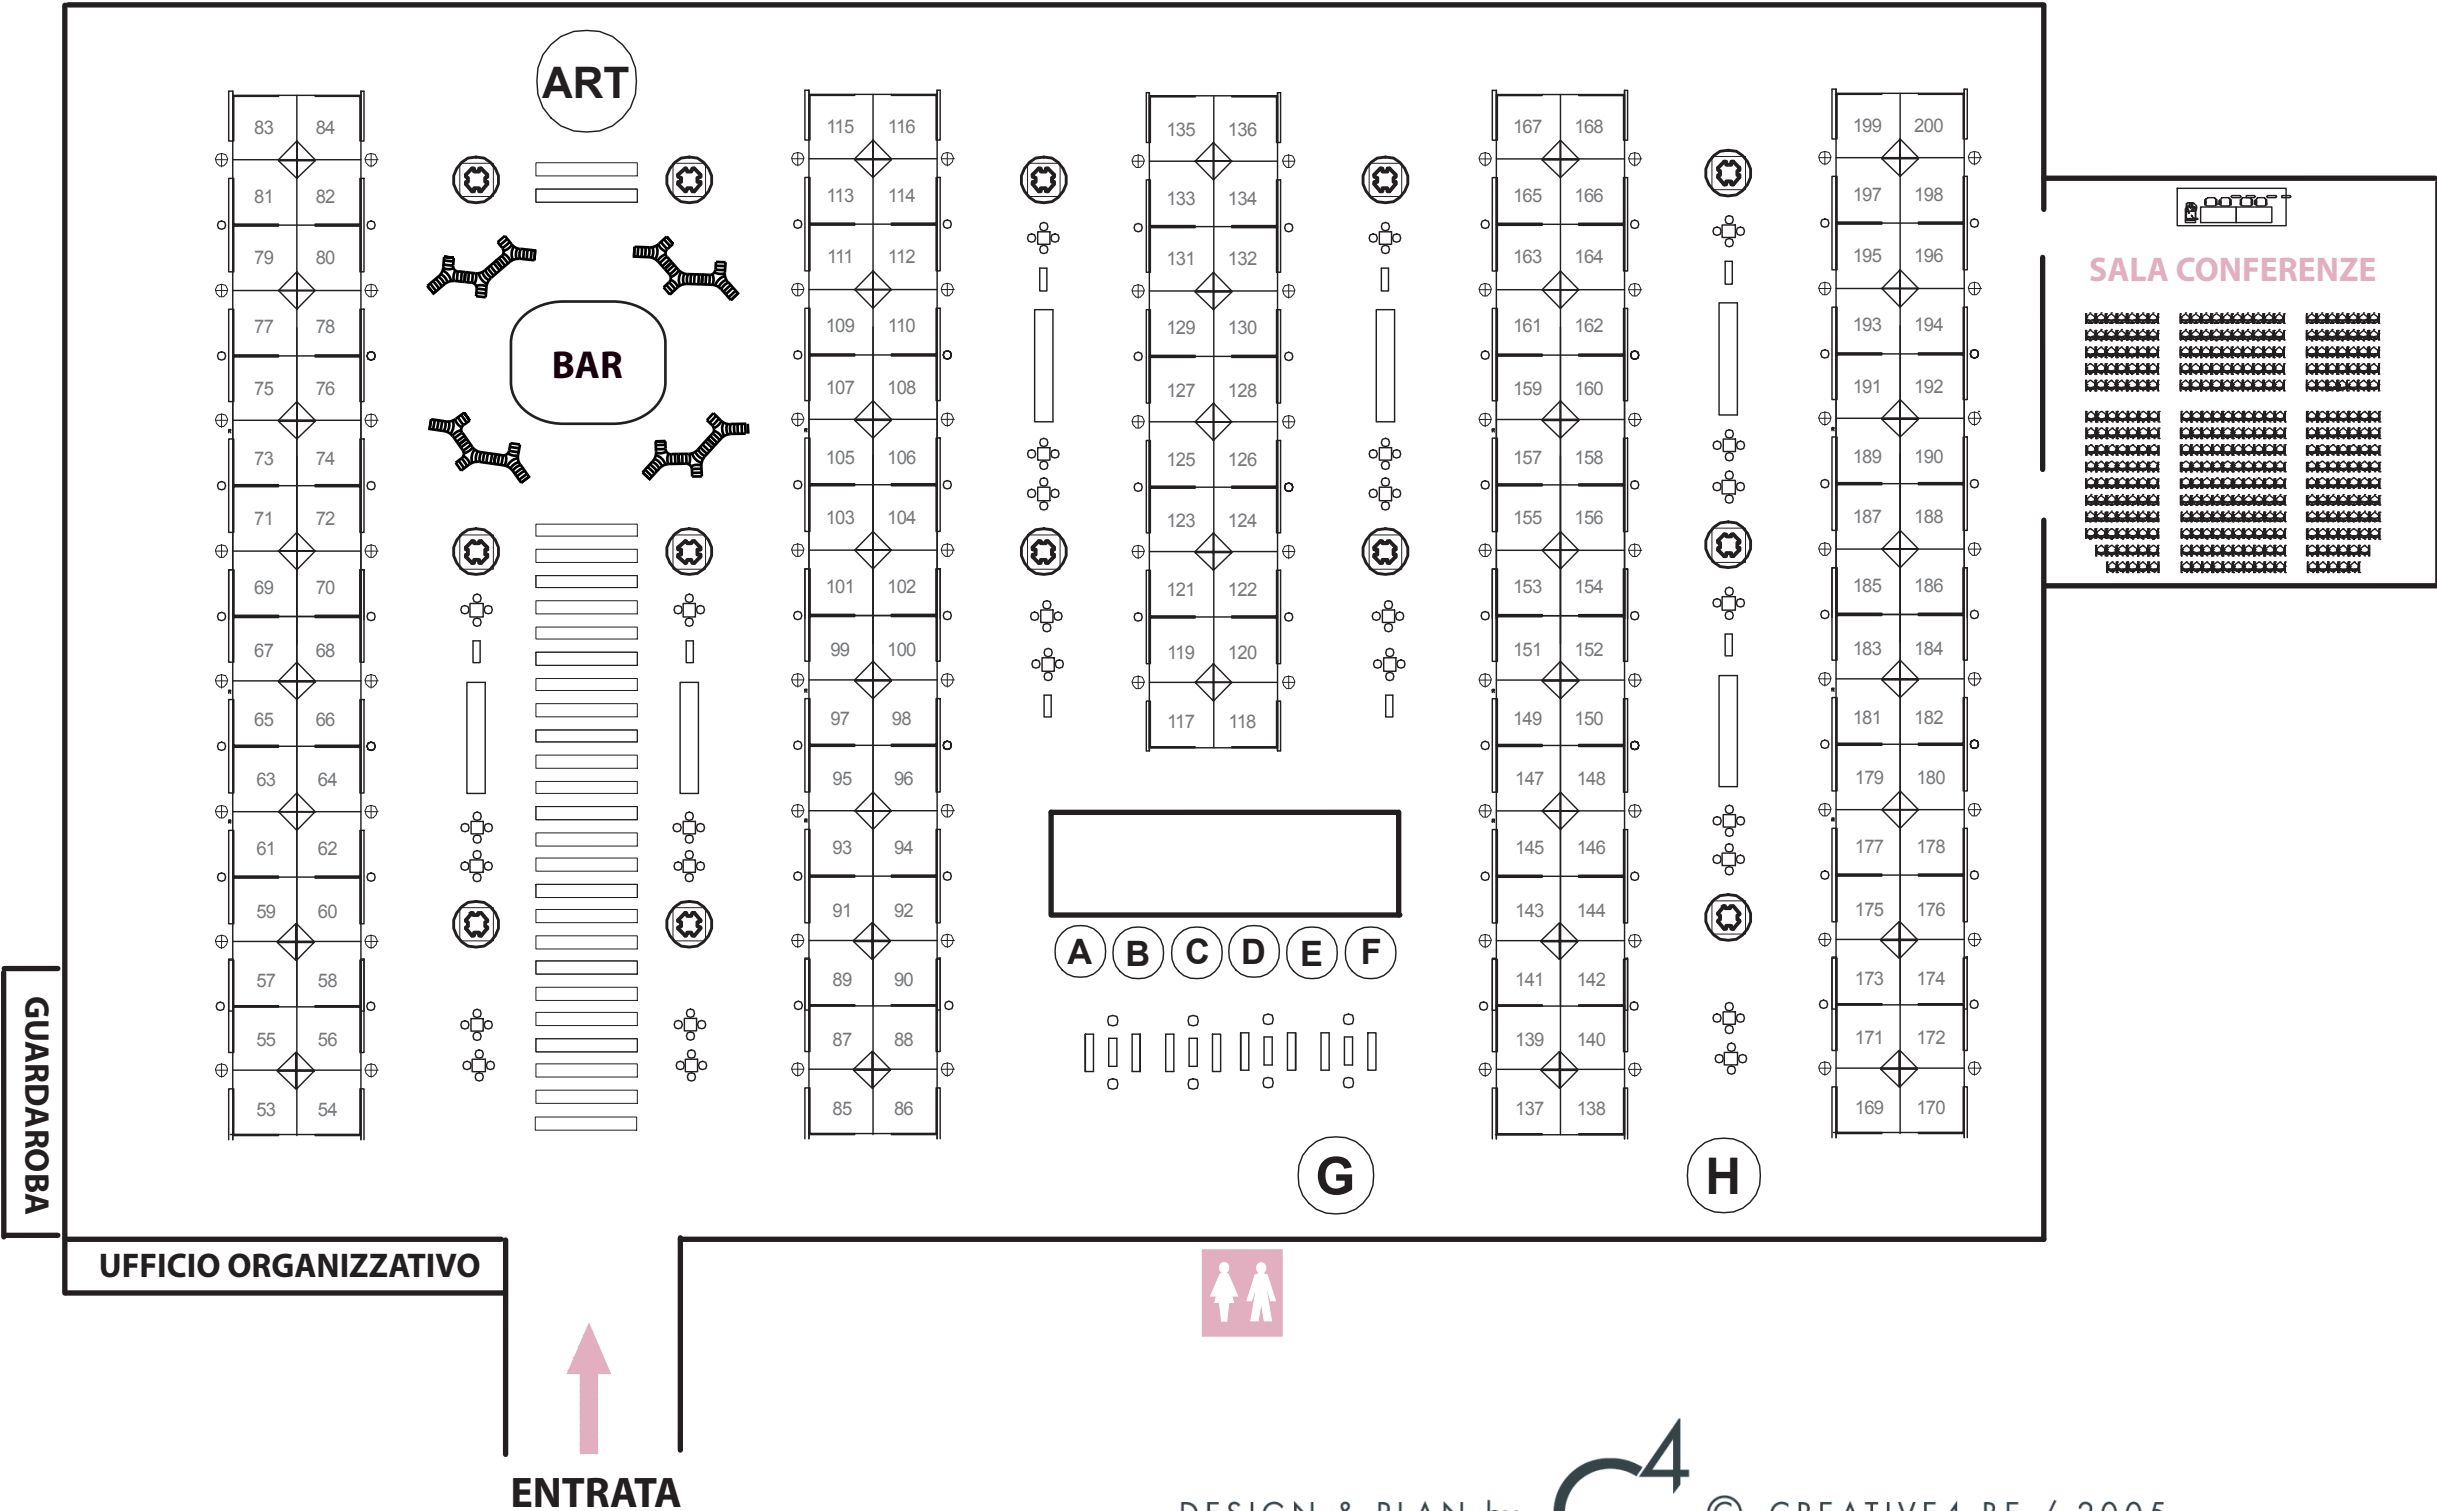 ART
83 84 115 116 135 136 167 168 199 200
81 82 113 114 133 134 165 166 197 198
79 80 111 112 131 132 163 164 195 196
SALA CONFERENZE
77 78 109 110 129 130 161 162 193 194
BAR
75 76 107 108 127 128 159 160 191 192
73 74 105 106 125 126 157 158 189 190
71 72 103 104 123 124 155 156 187 188
69 70 101 102 121 122 153 154 185 186
67 68 99 100 119 120 151 152 183 184
65 66 97 98 117 118 149 150 181 182
63 64 95 96 147 148 179 180
61 62 93 94 145 146 177 178
59 60 91 92 143 144 175 176
A B C D E F
57 58 89 90 141 142 173 174
55 56 87 88 139 140 171 172
53 54 85 86 137 138 169 170
GUARDAROBA
G H
UFFICIO ORGANIZZATIVO
ENTRATA
DESIGN & PLAN by C4 © CREATIVE4.BE / 2005